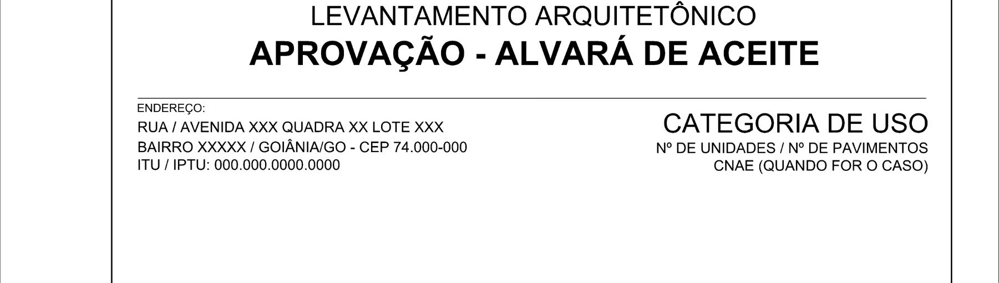 LEVANTAMENTO ARQUITETÔNICO
APROVAÇÃO - ALVARÁ DE ACEITE
ENDEREÇO:
RUA / AVENIDA XXX QUADRA XX LOTE XXX
BAIRRO XXXXX / GOIÂNIA/GO - CEP 74.000-000
ITU / IPTU: 000.000.0000.0000
CATEGORIA DE USO
Nº DE UNIDADES / Nº DE PAVIMENTOS
CNAE (QUANDO FOR O CASO)